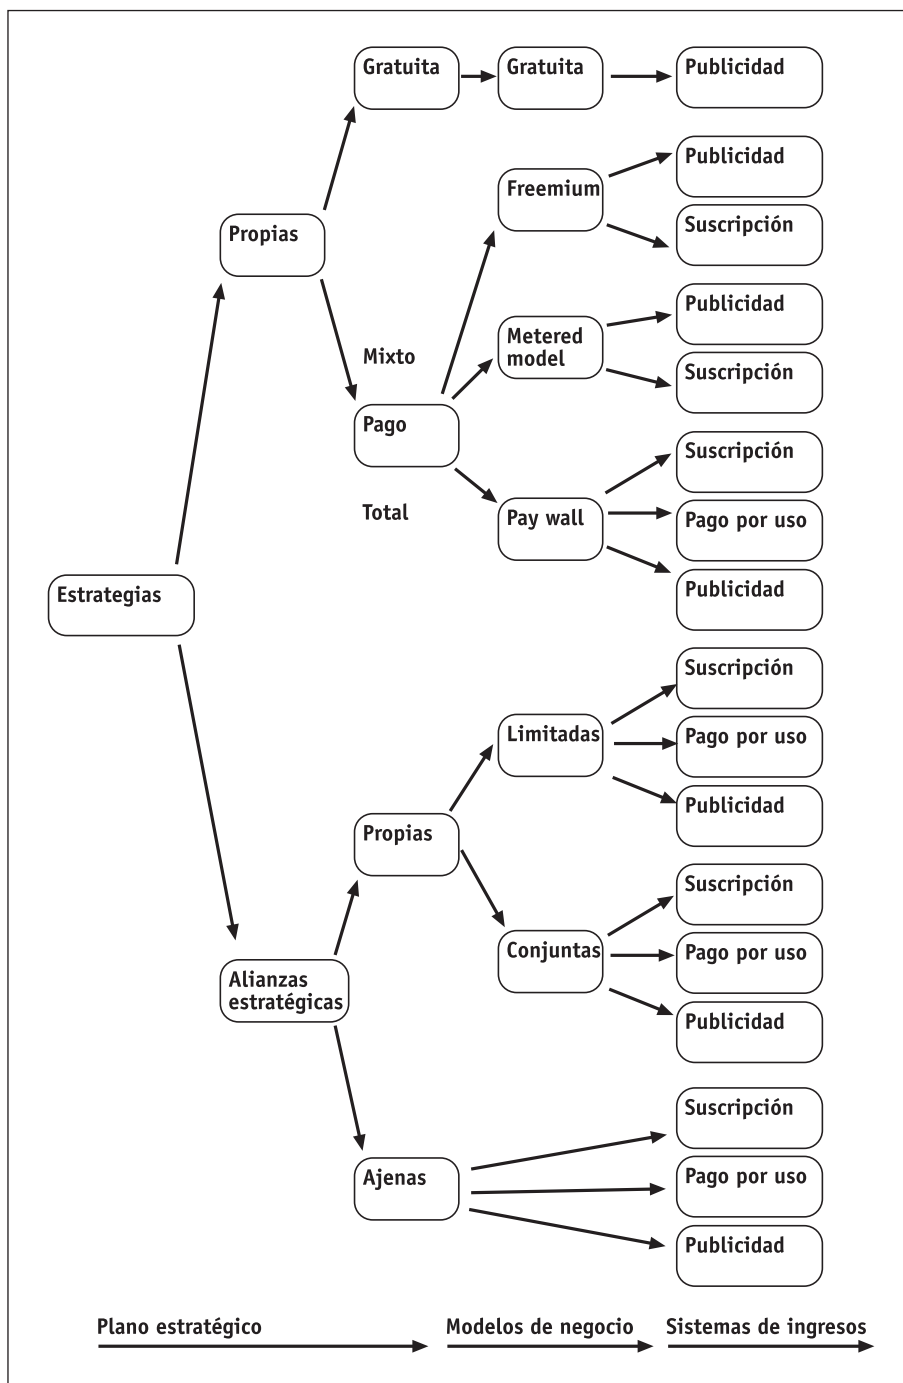 Gratuita
Gratuita
Publicidad
Publicidad
Freemium
Propias
Suscripción
Publicidad
Metered
model
Mixto
Suscripción
Pago
Suscripción
Total
Pay wall
Pago por uso
Publicidad
Estrategias
Suscripción
Limitadas
Pago por uso
Publicidad
Propias
Suscripción
Conjuntas
Pago por uso
Alianzas
estratégicas
Publicidad
Suscripción
Ajenas
Pago por uso
Publicidad
Plano estratégico
Modelos de negocio
Sistemas de ingresos